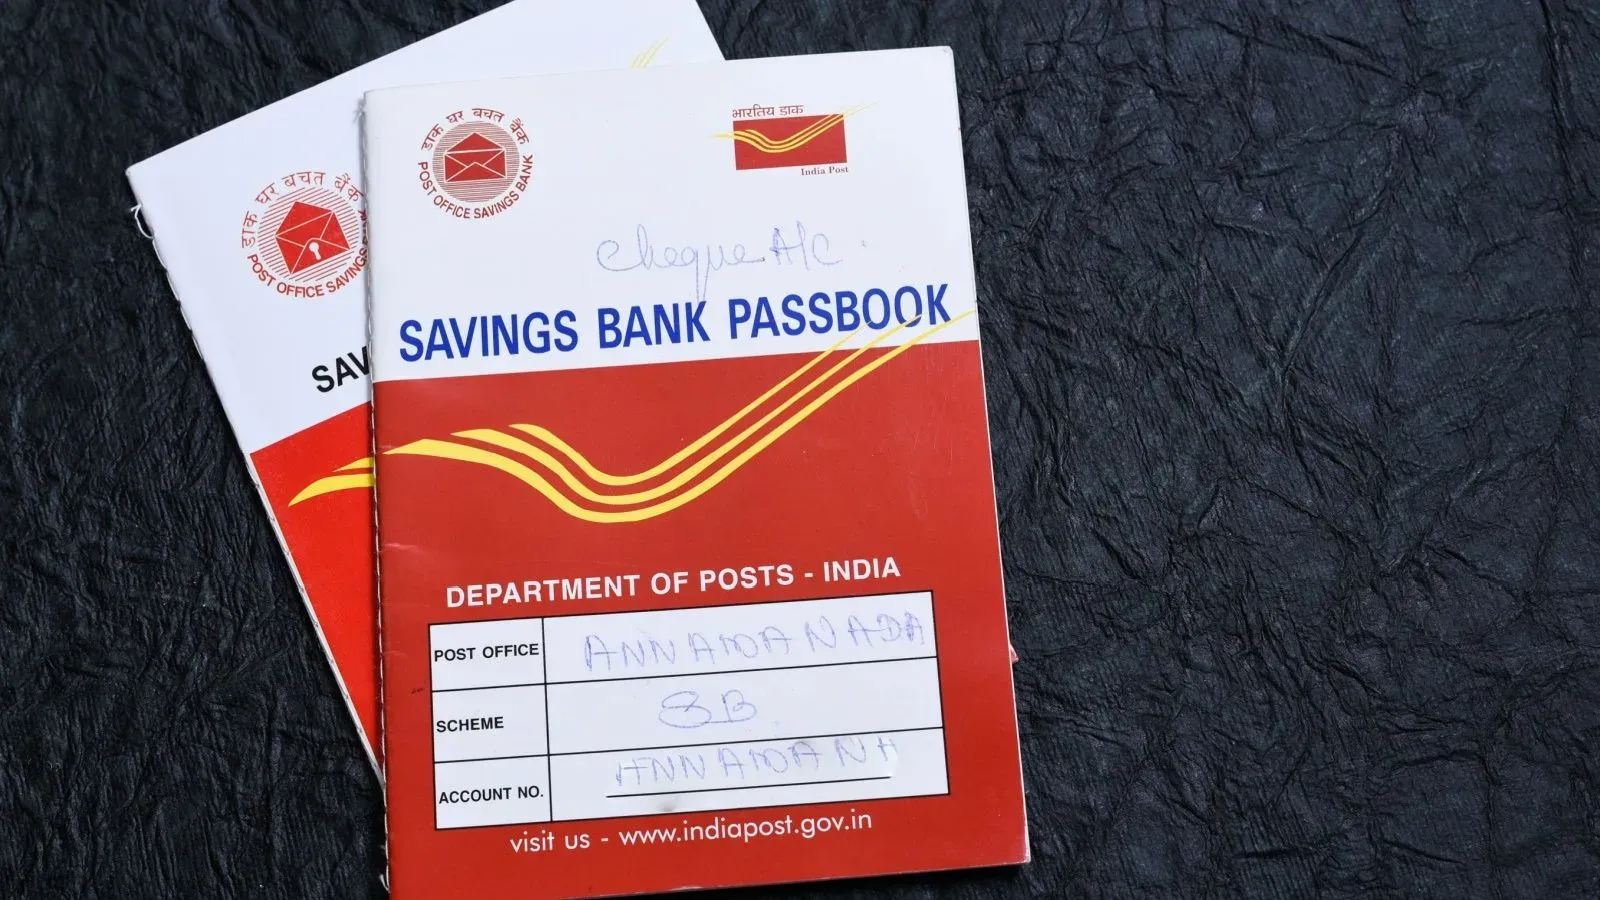 डाक घर बचत बैंक
POST OFFICE SAVINGS BANK
भारतिय डाक
India Post
Cheque A/C.
SAVINGS BANK PASSBOOK
DEPARTMENT OF POSTS - INDIA
POST OFFICE
SCHEME SB
ACCOUNT NO.
visit us - www.indiapost.gov.in
डाक घर बचत बैंक
POST OFFICE SAVINGS
SAV